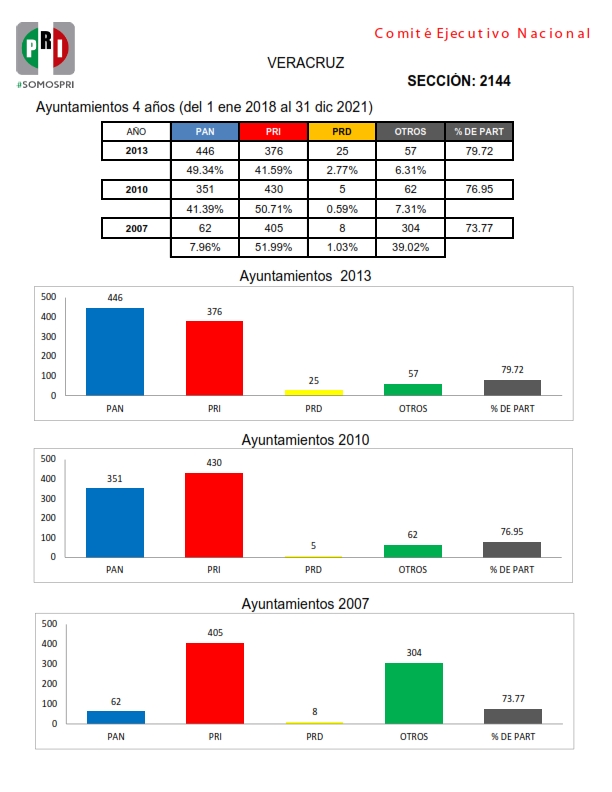 Comité Ejecutivo Nacional
PRI
#SOMOSPRI
VERACRUZ
SECCIÓN: 2144
Ayuntamientos 4 años (del 1 ene 2018 al 31 dic 2021)
AÑO PAN PRI PRD OTROS % DE PART
2013 446 376 25 57 79.72
49.34% 41.59% 2.77% 6.31%
2010 351 430 5 62 76.95
41.39% 50.71% 0.59% 7.31%
2007 62 405 8 304 73.77
7.96% 51.99% 1.03% 39.02%
Ayuntamientos 2013
500
400
300
200
100
0
446 376 25 57 79.72
PAN PRI PRD OTROS % DE PART
Ayuntamientos 2010
500
400
300
200
100
0
351 430 5 62 76.95
PAN PRI PRD OTROS % DE PART
Ayuntamientos 2007
500
400
300
200
100
0
62 405 8 304 73.77
PAN PRI PRD OTROS % DE PART